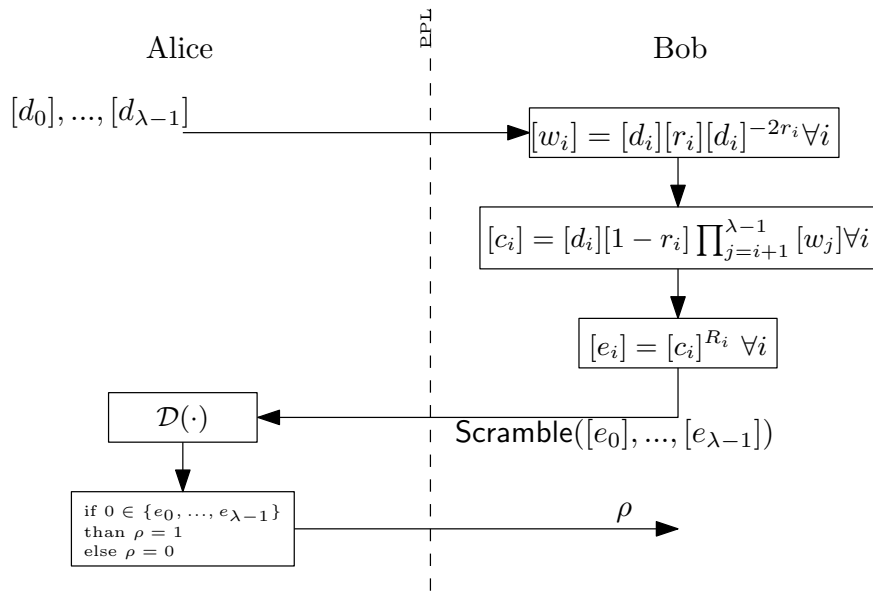 Alice
PPL
Bob
[d_0], ..., [d_{λ−1}]
[w_i] = [d_i][r_i][d_i]^{−2r_i} ∀i
[c_i] = [d_i][1 − r_i] ∏_{j=i+1}^{λ−1} [w_j] ∀i
[e_i] = [c_i]^{R_i} ∀i
𝒟(·)
Scramble([e_0], ..., [e_{λ−1}])
if 0 ∈ {e_0, ..., e_{λ−1}}
than ρ = 1
else ρ = 0
ρ